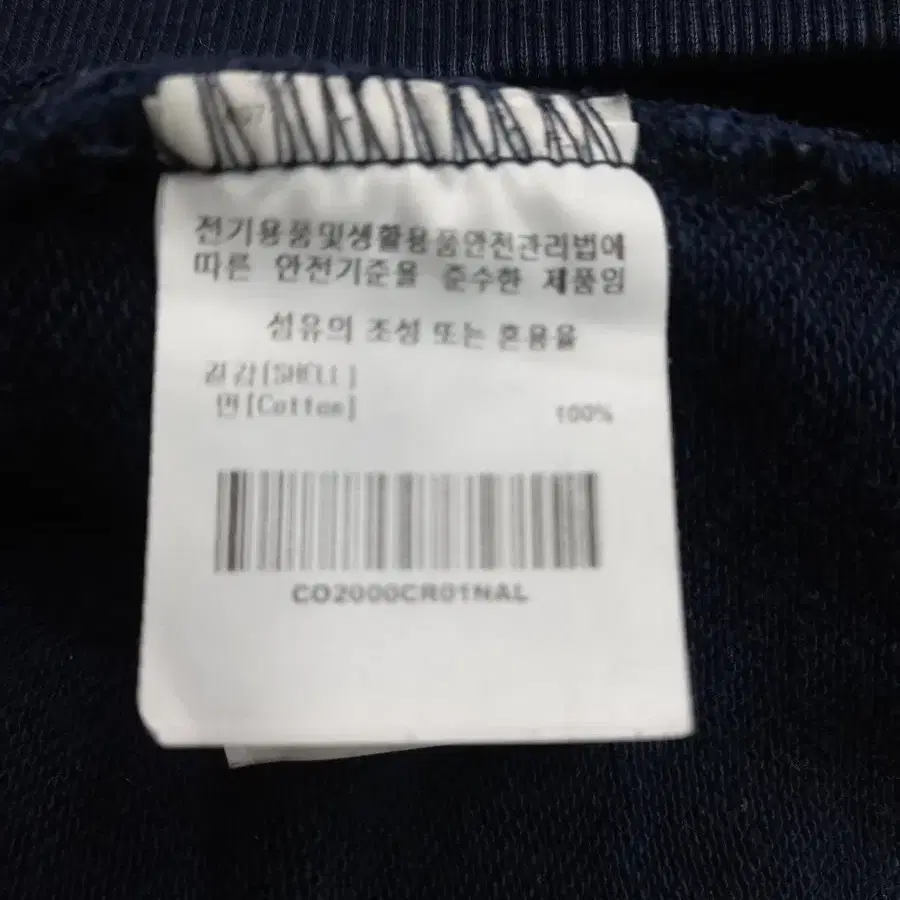 전기용품및생활용품안전관리법에
따른 안전기준을 준수한 제품임
섬유의 조성 또는 혼용율
겉감[SHELL]
면[Cotton] 100%
CO2000CR01NAL